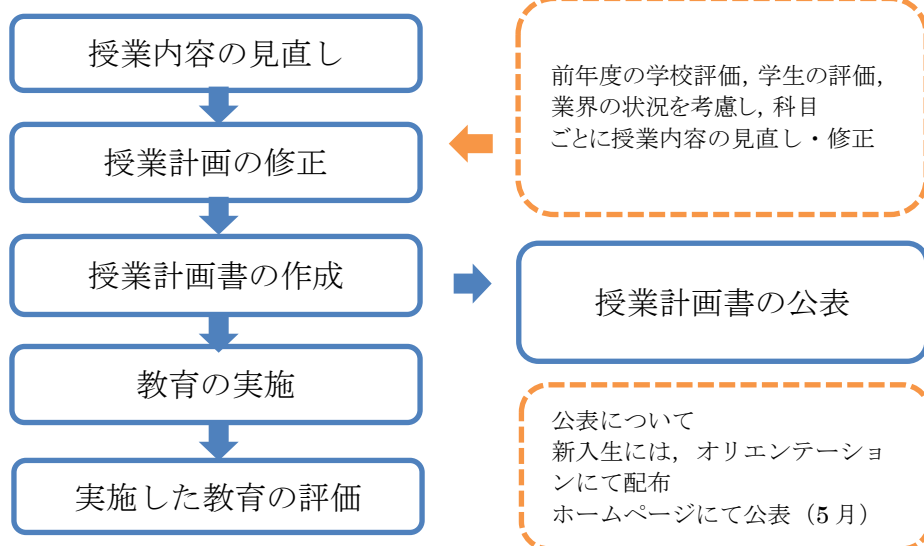 授業内容の見直し
前年度の学校評価，学生の評価，
業界の状況を考慮し，科目
ごとに授業内容の見直し・修正
授業計画の修正
授業計画書の作成
授業計画書の公表
教育の実施
公表について
新入生には，オリエンテーショ
ンにて配布
ホームページにて公表（5 月）
実施した教育の評価